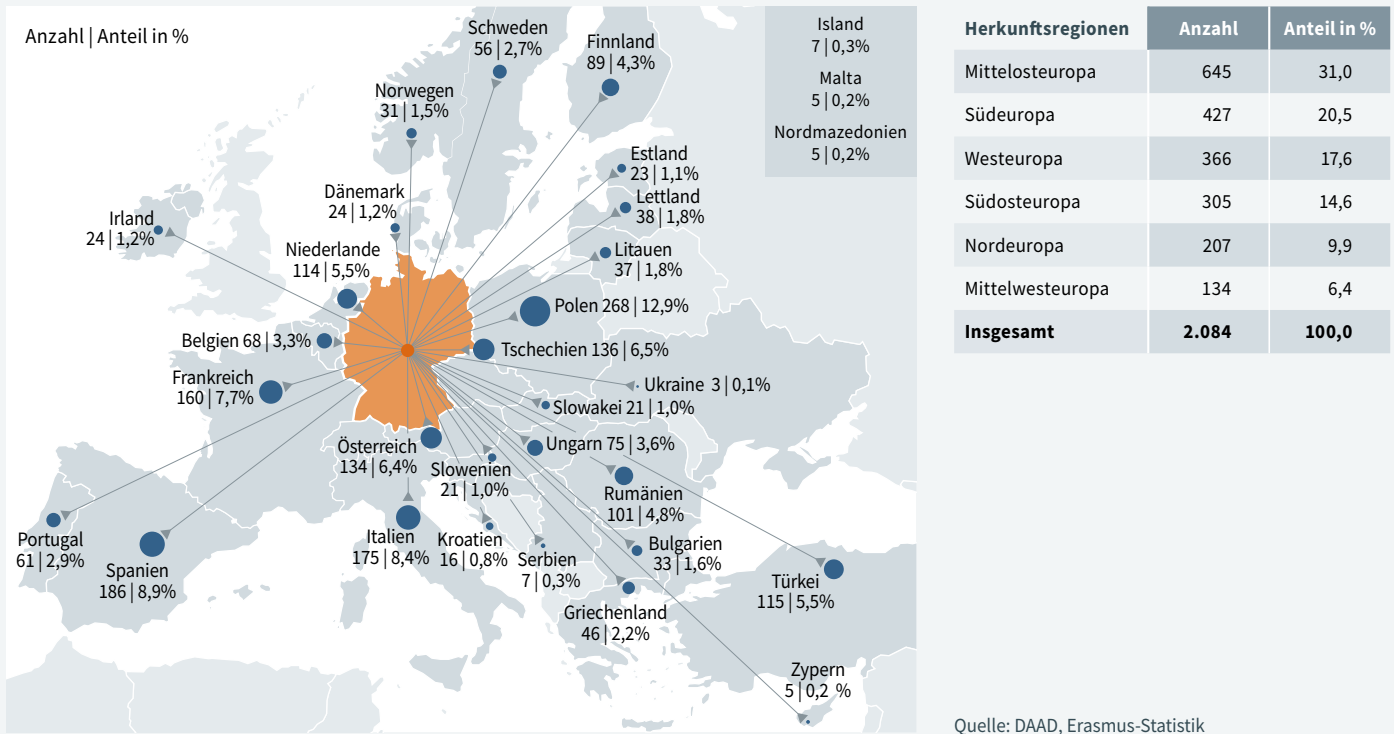 Anzahl | Anteil in %
Schweden
56 | 2,7%
Finnland
89 | 4,3%
Norwegen
31 | 1,5%
Island
7 | 0,3%
Malta
5 | 0,2%
Nordmazedonien
5 | 0,2%
Estland
23 | 1,1%
Lettland
38 | 1,8%
Dänemark
24 | 1,2%
Irland
24 | 1,2%
Niederlande
114 | 5,5%
Litauen
37 | 1,8%
Polen 268 | 12,9%
Belgien 68 | 3,3%
Tschechien 136 | 6,5%
Frankreich
160 | 7,7%
Ukraine 3 | 0,1%
Slowakei 21 | 1,0%
Österreich
134 | 6,4%
Ungarn 75 | 3,6%
Slowenien
21 | 1,0%
Rumänien
101 | 4,8%
Portugal
61 | 2,9%
Spanien
186 | 8,9%
Italien
175 | 8,4%
Kroatien
16 | 0,8%
Serbien
7 | 0,3%
Bulgarien
33 | 1,6%
Türkei
115 | 5,5%
Griechenland
46 | 2,2%
Zypern
5 | 0,2 %
Herkunftsregionen Anzahl Anteil in %
Mittelosteuropa 645 31,0
Südeuropa 427 20,5
Westeuropa 366 17,6
Südosteuropa 305 14,6
Nordeuropa 207 9,9
Mittelwesteuropa 134 6,4
Insgesamt 2.084 100,0
Quelle: DAAD, Erasmus-Statistik